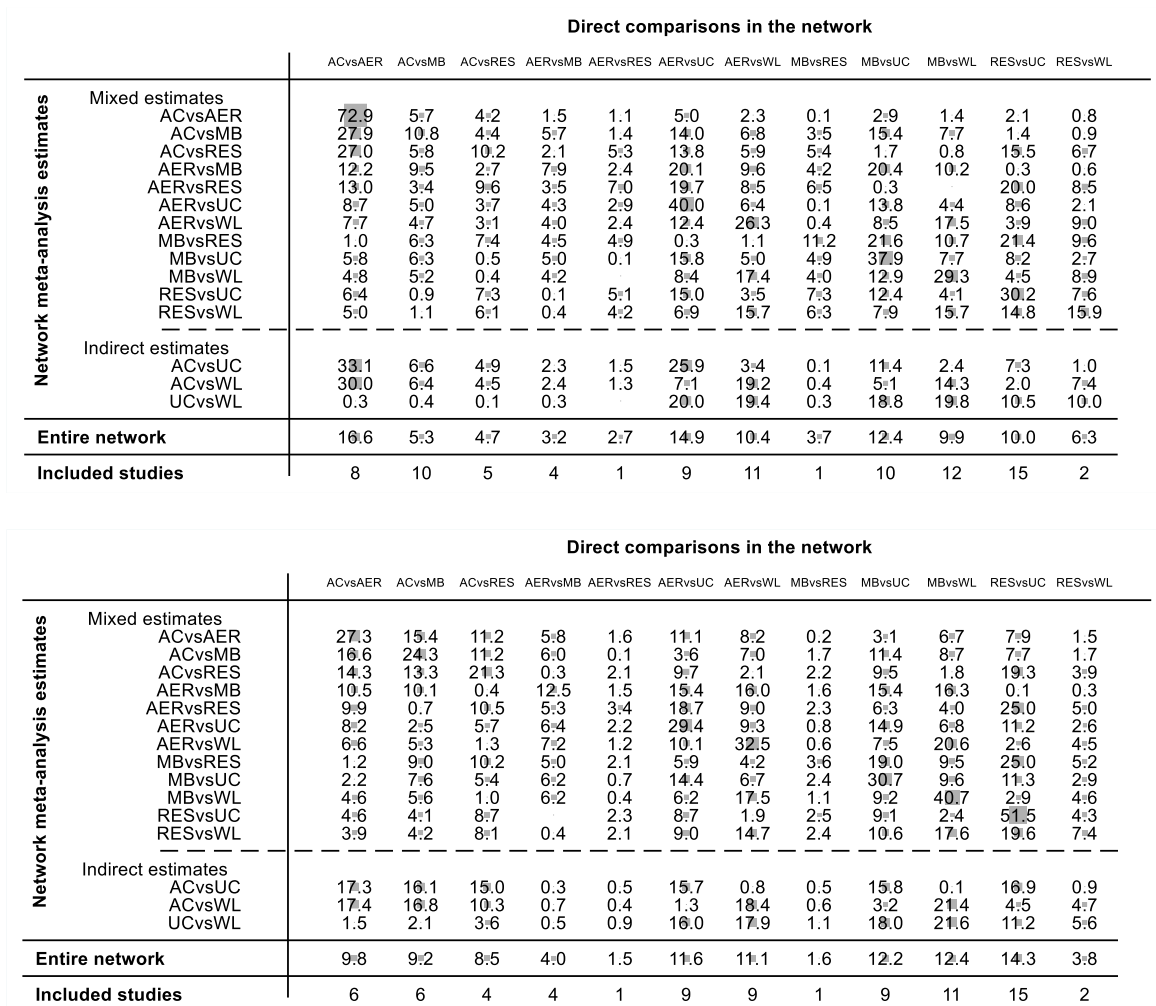 Direct comparisons in the network
ACvsAER ACvsMB ACvsRES AERvsMB AERvsRES AERvsUC AERvsWL MBvsRES MBvsUC MBvsWL RESvsUC RESvsWL
Network meta-analysis estimates
Mixed estimates
ACvsAER 72.9 5.7 4.2 1.5 1.1 5.0 2.3 0.1 2.9 1.4 2.1 0.8
ACvsMB 27.9 10.8 4.4 5.7 1.4 14.0 6.8 3.5 15.4 7.7 1.4 0.9
ACvsRES 27.0 5.8 10.2 2.1 5.3 13.8 5.9 5.4 1.7 0.8 15.5 6.7
AERvsMB 12.2 9.5 2.7 7.9 2.4 20.1 9.6 4.2 20.4 10.2 0.3 0.6
AERvsRES 13.0 3.4 9.6 3.5 7.0 19.7 8.5 6.5 0.3 20.0 8.5
AERvsUC 8.7 5.0 3.7 4.3 2.9 40.0 6.4 0.1 13.8 4.4 8.6 2.1
AERvsWL 7.7 4.7 3.1 4.0 2.4 12.4 26.3 0.4 8.5 17.5 3.9 9.0
MBvsRES 1.0 6.3 7.4 4.5 4.9 0.3 1.1 11.2 21.6 10.7 21.4 9.6
MBvsUC 5.8 6.3 0.5 5.0 0.1 15.8 5.0 4.9 37.9 7.7 8.2 2.7
MBvsWL 4.8 5.2 0.4 4.2 8.4 17.4 4.0 12.9 29.3 4.5 8.9
RESvsUC 6.4 0.9 7.3 0.1 5.1 15.0 3.5 7.3 12.4 4.1 30.2 7.6
RESvsWL 5.0 1.1 6.1 0.4 4.2 6.9 15.7 6.3 7.9 15.7 14.8 15.9
Indirect estimates
ACvsUC 33.1 6.6 4.9 2.3 1.5 25.9 3.4 0.1 11.4 2.4 7.3 1.0
ACvsWL 30.0 6.4 4.5 2.4 1.3 7.1 19.2 0.4 5.1 14.3 2.0 7.4
UCvsWL 0.3 0.4 0.1 0.3 20.0 19.4 0.3 18.8 19.8 10.5 10.0
Entire network 16.6 5.3 4.7 3.2 2.7 14.9 10.4 3.7 12.4 9.9 10.0 6.3
Included studies 8 10 5 4 1 9 11 1 10 12 15 2
Direct comparisons in the network
ACvsAER ACvsMB ACvsRES AERvsMB AERvsRES AERvsUC AERvsWL MBvsRES MBvsUC MBvsWL RESvsUC RESvsWL
Network meta-analysis estimates
Mixed estimates
ACvsAER 27.3 15.4 11.2 5.8 1.6 11.1 8.2 0.2 3.1 6.7 7.9 1.5
ACvsMB 16.6 24.3 11.2 6.0 0.1 3.6 7.0 1.7 11.4 8.7 7.7 1.7
ACvsRES 14.3 13.3 21.3 0.3 2.1 9.7 2.1 2.2 9.5 1.8 19.3 3.9
AERvsMB 10.5 10.1 0.4 12.5 1.5 15.4 16.0 1.6 15.4 16.3 0.1 0.3
AERvsRES 9.9 0.7 10.5 5.3 3.4 18.7 9.0 2.3 6.3 4.0 25.0 5.0
AERvsUC 8.2 2.5 5.7 6.4 2.2 29.4 9.3 0.8 14.9 6.8 11.2 2.6
AERvsWL 6.6 5.3 1.3 7.2 1.2 10.1 32.5 0.6 7.5 20.6 2.6 4.5
MBvsRES 1.2 9.0 10.2 5.0 2.1 5.9 4.2 3.6 19.0 9.5 25.0 5.2
MBvsUC 2.2 7.6 5.4 6.2 0.7 14.4 6.7 2.4 30.7 9.6 11.3 2.9
MBvsWL 4.6 5.6 1.0 6.2 0.4 6.2 17.5 1.1 9.2 40.7 2.9 4.6
RESvsUC 4.6 4.1 8.7 2.3 8.7 1.9 2.5 9.1 2.4 51.5 4.3
RESvsWL 3.9 4.2 8.1 0.4 2.1 9.0 14.7 2.4 10.6 17.6 19.6 7.4
Indirect estimates
ACvsUC 17.3 16.1 15.0 0.3 0.5 15.7 0.8 0.5 15.8 0.1 16.9 0.9
ACvsWL 17.4 16.8 10.3 0.7 0.4 1.3 18.4 0.6 3.2 21.4 4.5 4.7
UCvsWL 1.5 2.1 3.6 0.5 0.9 16.0 17.9 1.1 18.0 21.6 11.2 5.6
Entire network 9.8 9.2 8.5 4.0 1.5 11.6 11.1 1.6 12.2 12.4 14.3 3.8
Included studies 6 6 4 4 1 9 9 1 9 11 15 2